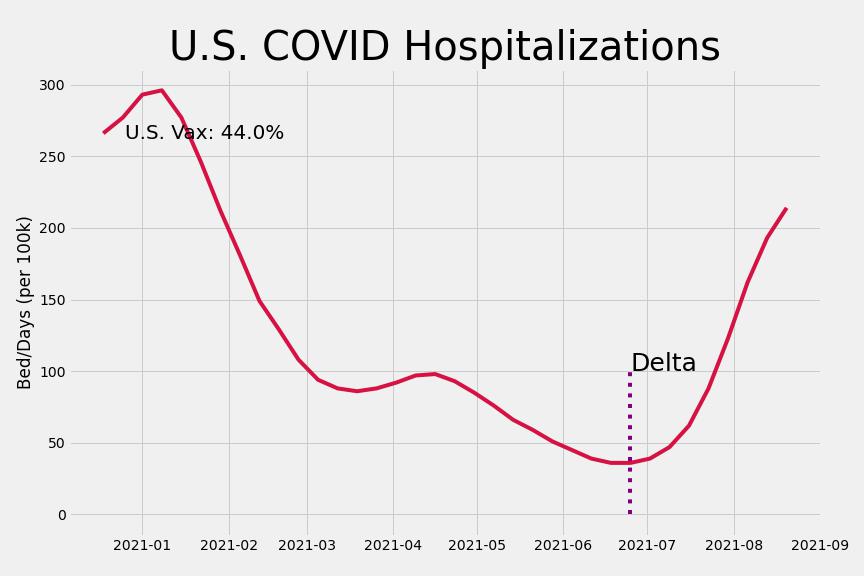 U.S. COVID Hospitalizations
300
U.S. Vax: 44.0%
250
200
150
Bed/Days (per 100k)
Delta
100
50
0
2021-01 2021-02 2021-03 2021-04 2021-05 2021-06 2021-07 2021-08 2021-09